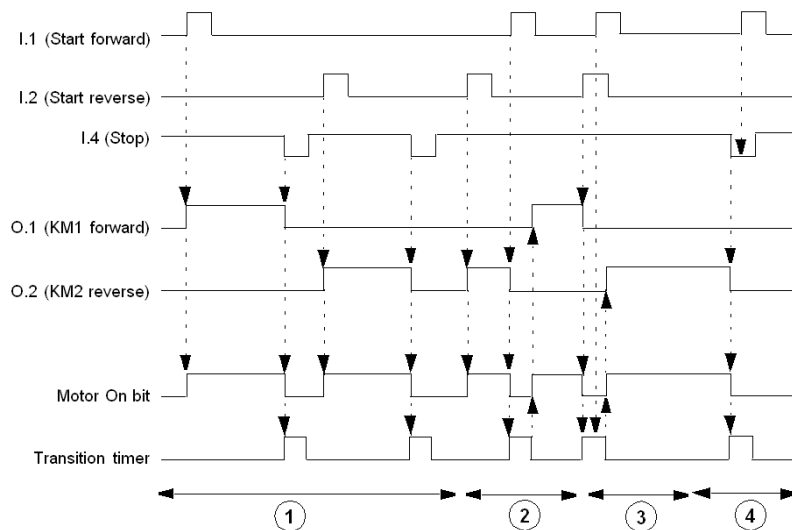 I.1 (Start forward)
I.2 (Start reverse)
I.4 (Stop)
O.1 (KM1 forward)
O.2 (KM2 reverse)
Motor On bit
Transition timer
1
2
3
4